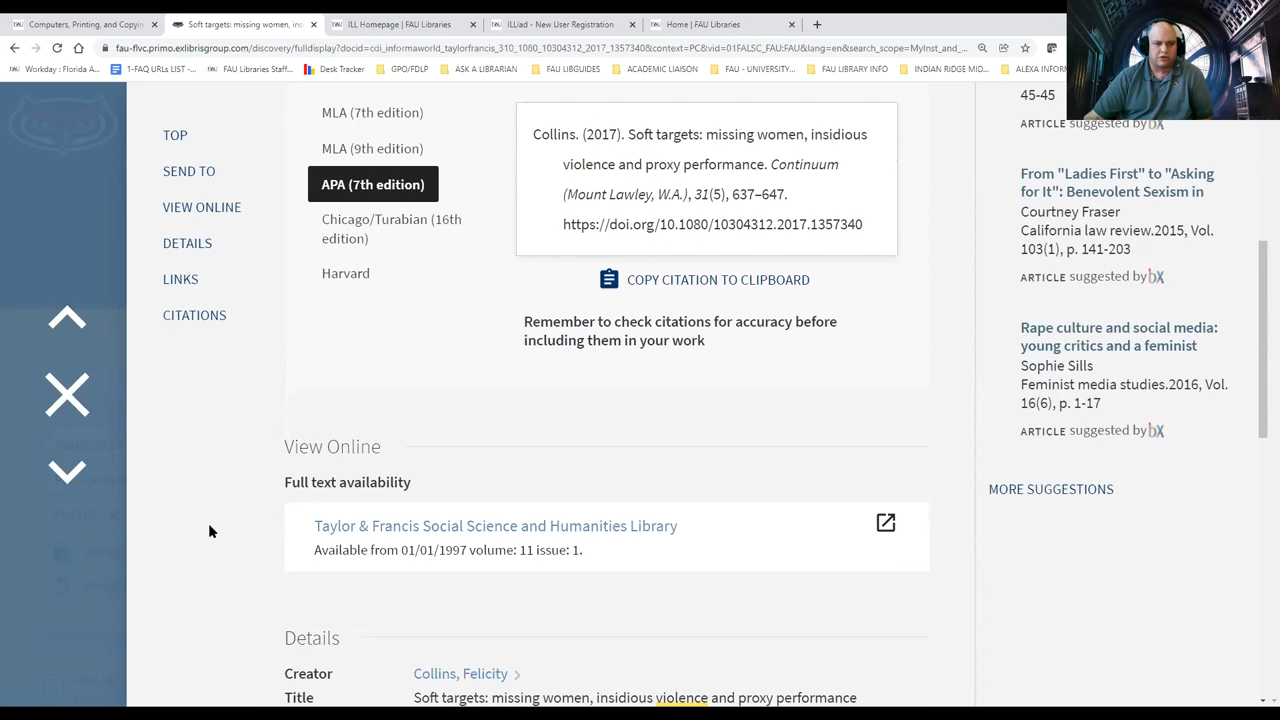 Computers, Printing, and Copyin
Soft targets: missing women, ins
ILL Homepage | FAU Libraries
ILLiad - New User Registration
Home | FAU Libraries
fau-flvc.primo.exlibrisgroup.com/discovery/fulldisplay?docid=cdi_informaworld_taylorfrancis_310_1080_10304312_2017_1357340&context=PC&vid=01FALSC_FAU:FAU&lang=en&search_scope=MyInst_and_...
Workday : Florida A...
1-FAQ URLs LIST -...
FAU Libraries Staff...
Desk Tracker
GPO/FDLP
ASK A LIBRARIAN
FAU LIBGUIDES
ACADEMIC LIAISON
FAU - UNIVERSITY...
FAU LIBRARY INFO
INDIAN RIDGE MID...
ALEXA INFORM
TOP
SEND TO
VIEW ONLINE
DETAILS
LINKS
CITATIONS
MLA (7th edition)
MLA (9th edition)
APA (7th edition)
Chicago/Turabian (16th
edition)
Harvard
Collins. (2017). Soft targets: missing women, insidious
violence and proxy performance. Continuum
(Mount Lawley, W.A.), 31(5), 637–647.
https://doi.org/10.1080/10304312.2017.1357340
COPY CITATION TO CLIPBOARD
Remember to check citations for accuracy before
including them in your work
View Online
Full text availability
Taylor & Francis Social Science and Humanities Library
Available from 01/01/1997 volume: 11 issue: 1.
Details
Creator
Collins, Felicity
Title
Soft targets: missing women, insidious violence and proxy performance
45-45
ARTICLE suggested by bX
From "Ladies First" to "Asking
for It": Benevolent Sexism in
Courtney Fraser
California law review.2015, Vol.
103(1), p. 141-203
ARTICLE suggested by bX
Rape culture and social media:
young critics and a feminist
Sophie Sills
Feminist media studies.2016, Vol.
16(6), p. 1-17
ARTICLE suggested by bX
MORE SUGGESTIONS